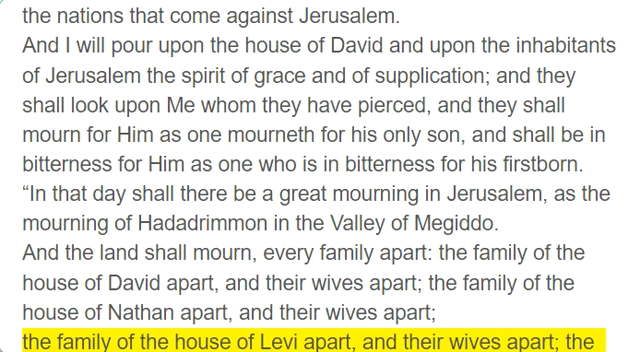 the nations that come against Jerusalem.
And I will pour upon the house of David and upon the inhabitants
of Jerusalem the spirit of grace and of supplication; and they
shall look upon Me whom they have pierced, and they shall
mourn for Him as one mourneth for his only son, and shall be in
bitterness for Him as one who is in bitterness for his firstborn.
“In that day shall there be a great mourning in Jerusalem, as the
mourning of Hadadrimmon in the Valley of Megiddo.
And the land shall mourn, every family apart: the family of the
house of David apart, and their wives apart; the family of the
house of Nathan apart, and their wives apart;
the family of the house of Levi apart, and their wives apart; the